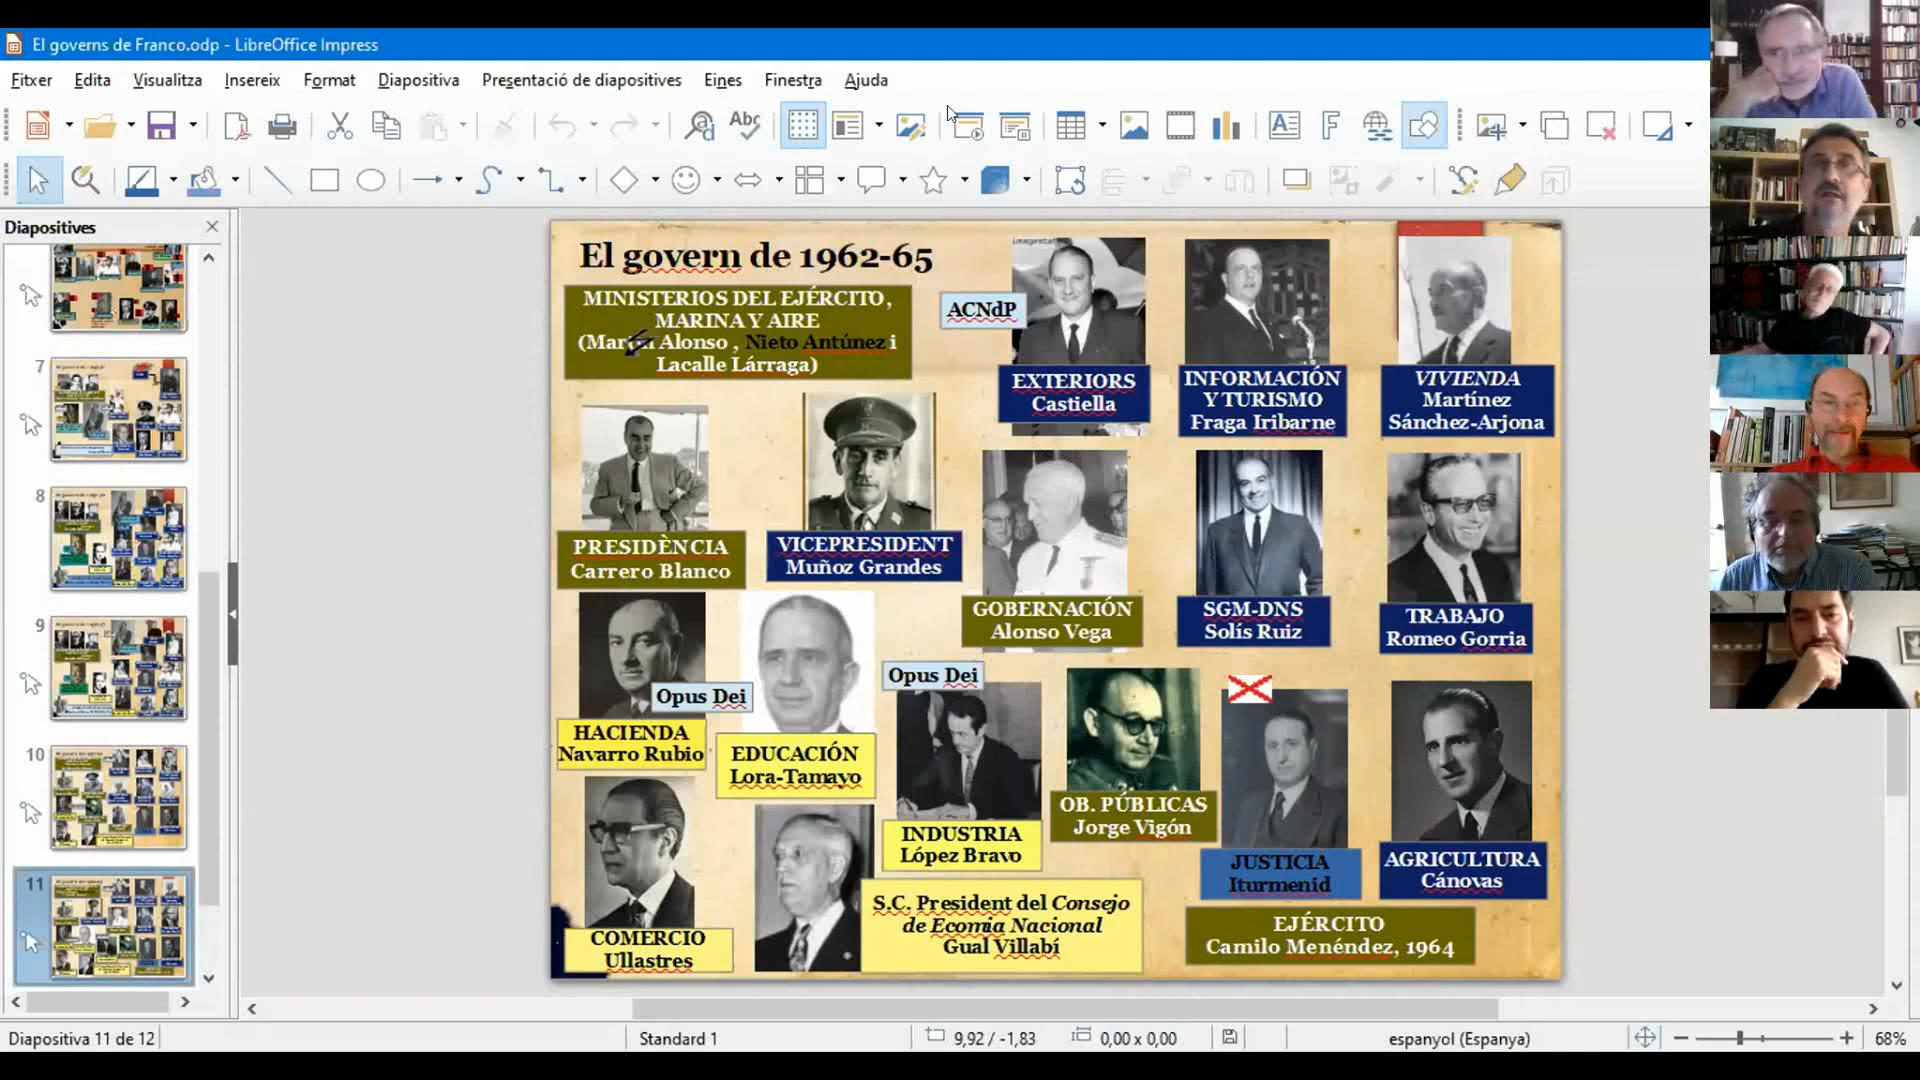 El governs de Franco.odp - LibreOffice Impress
Fitxer Edita Visualitza Insereix Format Diapositiva Presentació de diapositives Eines Finestra Ajuda
Abc
Diapositives
7
8
9
10
11
El govern de 1962-65
MINISTERIOS DEL EJÉRCITO,
MARINA Y AIRE
(Martín Alonso , Nieto Antúnez i
Lacalle Lárraga)
ACNdP
EXTERIORS
Castiella
INFORMACIÓN
Y TURISMO
Fraga Iribarne
VIVIENDA
Martínez
Sánchez-Arjona
PRESIDÈNCIA
Carrero Blanco
VICEPRESIDENT
Muñoz Grandes
GOBERNACIÓN
Alonso Vega
SGM-DNS
Solís Ruiz
TRABAJO
Romeo Gorria
Opus Dei
HACIENDA
Navarro Rubio
EDUCACIÓN
Lora-Tamayo
Opus Dei
INDUSTRIA
López Bravo
OB. PÚBLICAS
Jorge Vigón
JUSTICIA
Iturmenid
AGRICULTURA
Cánovas
COMERCIO
Ullastres
S.C. President del Consejo
de Ecomia Nacional
Gual Villabí
EJÉRCITO
Camilo Menéndez, 1964
Diapositiva 11 de 12
Standard 1
9,92 / -1,83
0,00 x 0,00
espanyol (Espanya)
68%